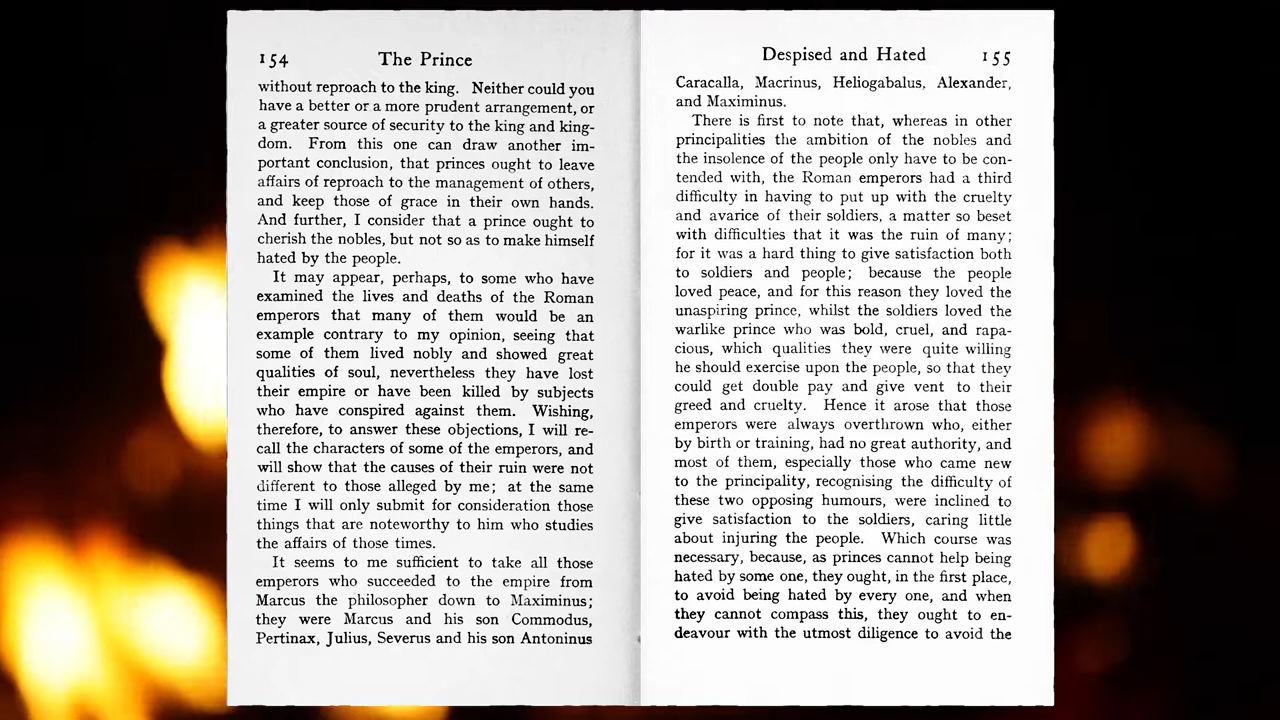 154 The Prince
without reproach to the king. Neither could you
have a better or a more prudent arrangement, or
a greater source of security to the king and king-
dom. From this one can draw another im-
portant conclusion, that princes ought to leave
affairs of reproach to the management of others,
and keep those of grace in their own hands.
And further, I consider that a prince ought to
cherish the nobles, but not so as to make himself
hated by the people.
It may appear, perhaps, to some who have
examined the lives and deaths of the Roman
emperors that many of them would be an
example contrary to my opinion, seeing that
some of them lived nobly and showed great
qualities of soul, nevertheless they have lost
their empire or have been killed by subjects
who have conspired against them. Wishing,
therefore, to answer these objections, I will re-
call the characters of some of the emperors, and
will show that the causes of their ruin were not
different to those alleged by me; at the same
time I will only submit for consideration those
things that are noteworthy to him who studies
the affairs of those times.
It seems to me sufficient to take all those
emperors who succeeded to the empire from
Marcus the philosopher down to Maximinus;
they were Marcus and his son Commodus,
Pertinax, Julius, Severus and his son Antoninus
Despised and Hated 155
Caracalla, Macrinus, Heliogabalus, Alexander,
and Maximinus.
There is first to note that, whereas in other
principalities the ambition of the nobles and
the insolence of the people only have to be con-
tended with, the Roman emperors had a third
difficulty in having to put up with the cruelty
and avarice of their soldiers, a matter so beset
with difficulties that it was the ruin of many;
for it was a hard thing to give satisfaction both
to soldiers and people; because the people
loved peace, and for this reason they loved the
unaspiring prince, whilst the soldiers loved the
warlike prince who was bold, cruel, and rapa-
cious, which qualities they were quite willing
he should exercise upon the people, so that they
could get double pay and give vent to their
greed and cruelty. Hence it arose that those
emperors were always overthrown who, either
by birth or training, had no great authority, and
most of them, especially those who came new
to the principality, recognising the difficulty of
these two opposing humours, were inclined to
give satisfaction to the soldiers, caring little
about injuring the people. Which course was
necessary, because, as princes cannot help being
hated by some one, they ought, in the first place,
to avoid being hated by every one, and when
they cannot compass this, they ought to en-
deavour with the utmost diligence to avoid the